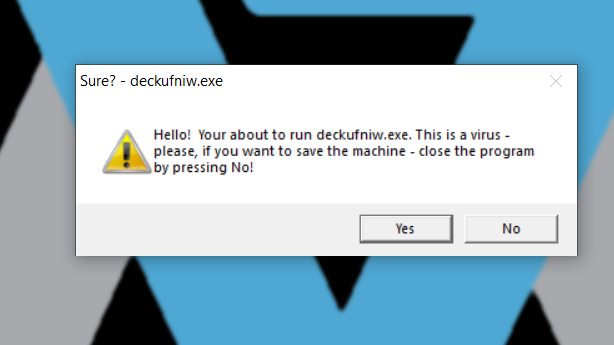 Sure? - deckufniw.exe
Hello!  Your about to run deckufniw.exe. This is a virus -
please, if you want to save the machine - close the program
by pressing No!
Yes
No